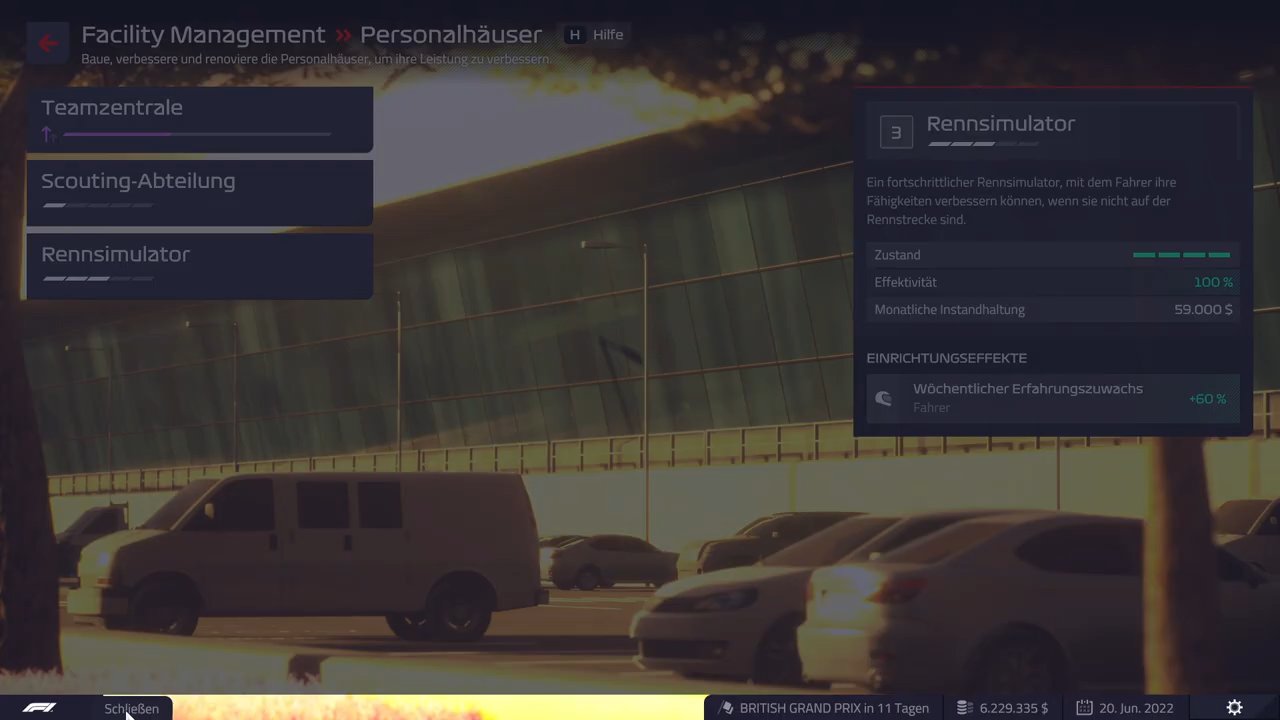 Facility Management » Personalhäuser H Hilfe
Baue, verbessere und renoviere die Personalhäuser, um ihre Leistung zu verbessern.
Teamzentrale
Scouting-Abteilung
Rennsimulator
3 Rennsimulator
Ein fortschrittlicher Rennsimulator, mit dem Fahrer ihre
Fähigkeiten verbessern können, wenn sie nicht auf der
Rennstrecke sind.
Zustand
Effektivität 100 %
Monatliche Instandhaltung 59.000 $
EINRICHTUNGSEFFEKTE
Wöchentlicher Erfahrungszuwachs
Fahrer
+60 %
F1 Schließen BRITISH GRAND PRIX in 11 Tagen 6.229.335 $ 20. Jun. 2022